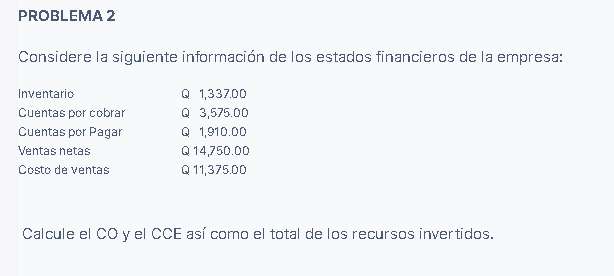 PROBLEMA 2
Considere la siguiente información de los estados financieros de la empresa:
Inventario Q 1,337.00
Cuentas por cobrar Q 3,575.00
Cuentas por Pagar Q 1,910.00
Ventas netas Q 14,750.00
Costo de ventas Q 11,375.00
Calcule el CO y el CCE así como el total de los recursos invertidos.